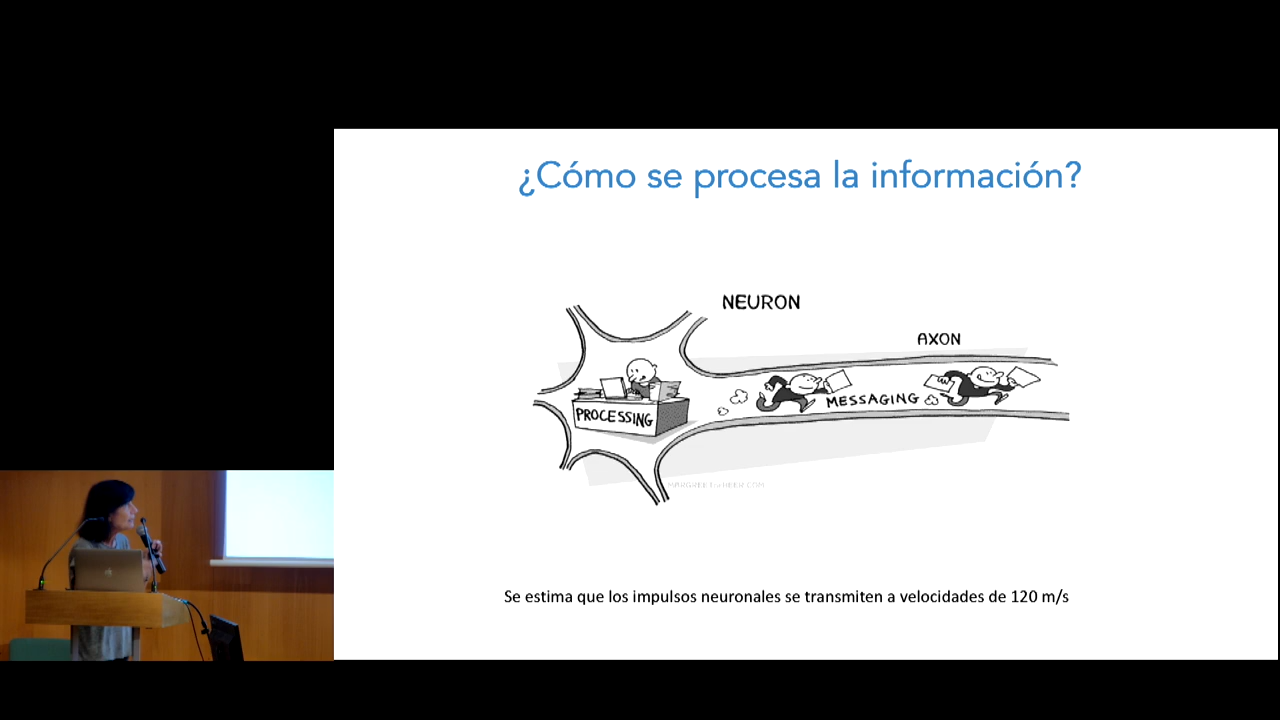 ¿Cómo se procesa la información?
NEURON
AXON
MESSAGING
PROCESSING
Se estima que los impulsos neuronales se transmiten a velocidades de 120 m/s